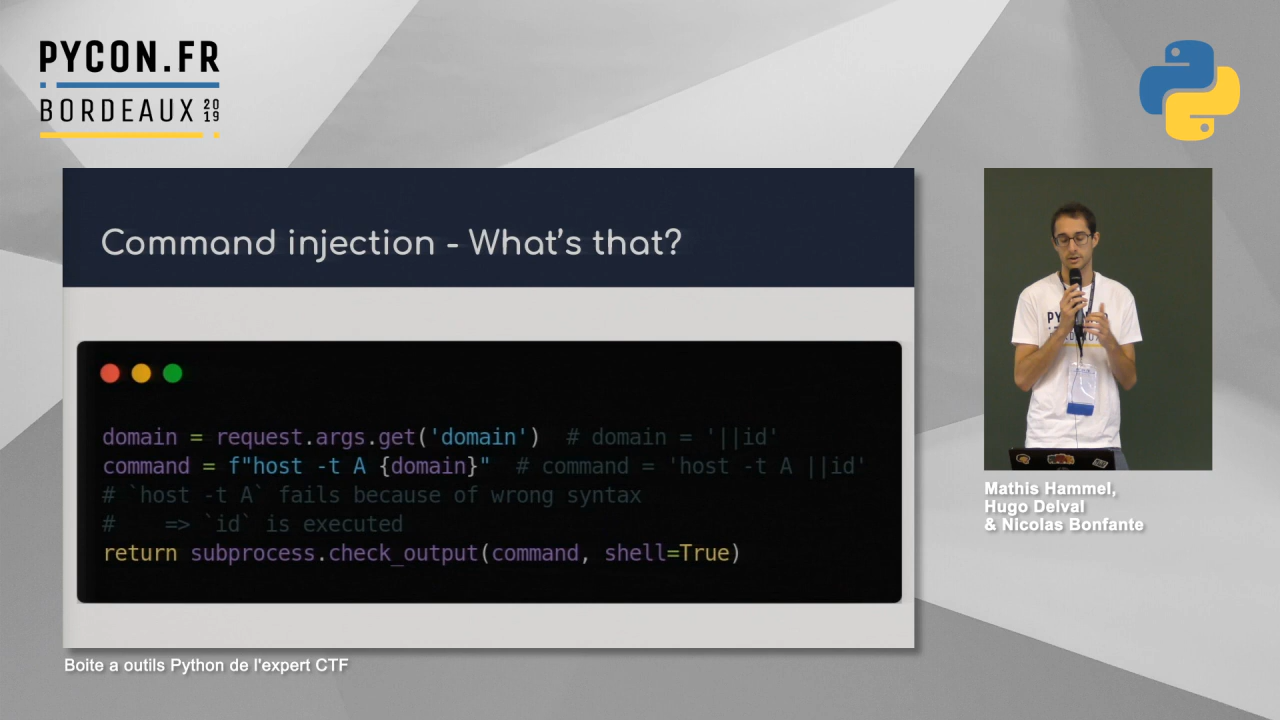 PYCON.FR
BORDEAUX 2019
Command injection - What's that?
domain = request.args.get('domain')  # domain = '||id'
command = f"host -t A {domain}"  # command = 'host -t A ||id'
# `host -t A` fails because of wrong syntax
#    => `id` is executed
return subprocess.check_output(command, shell=True)
PYCON.FR
Mathis Hammel,
Hugo Delval
& Nicolas Bonfante
Boite a outils Python de l'expert CTF